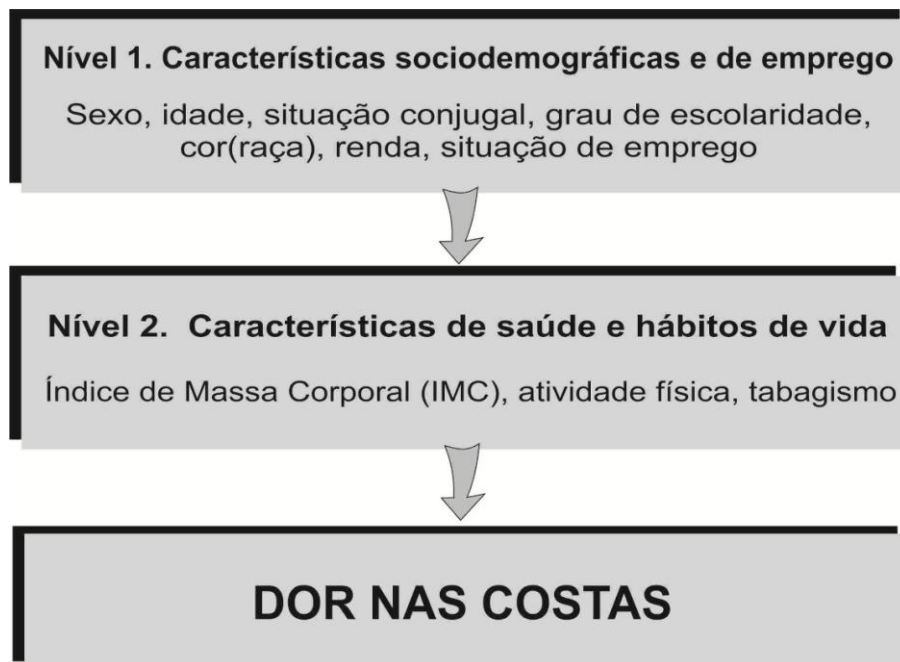 Nível 1. Características sociodemográficas e de emprego
Sexo, idade, situação conjugal, grau de escolaridade,
cor(raça), renda, situação de emprego
Nível 2. Características de saúde e hábitos de vida
Índice de Massa Corporal (IMC), atividade física, tabagismo
DOR NAS COSTAS